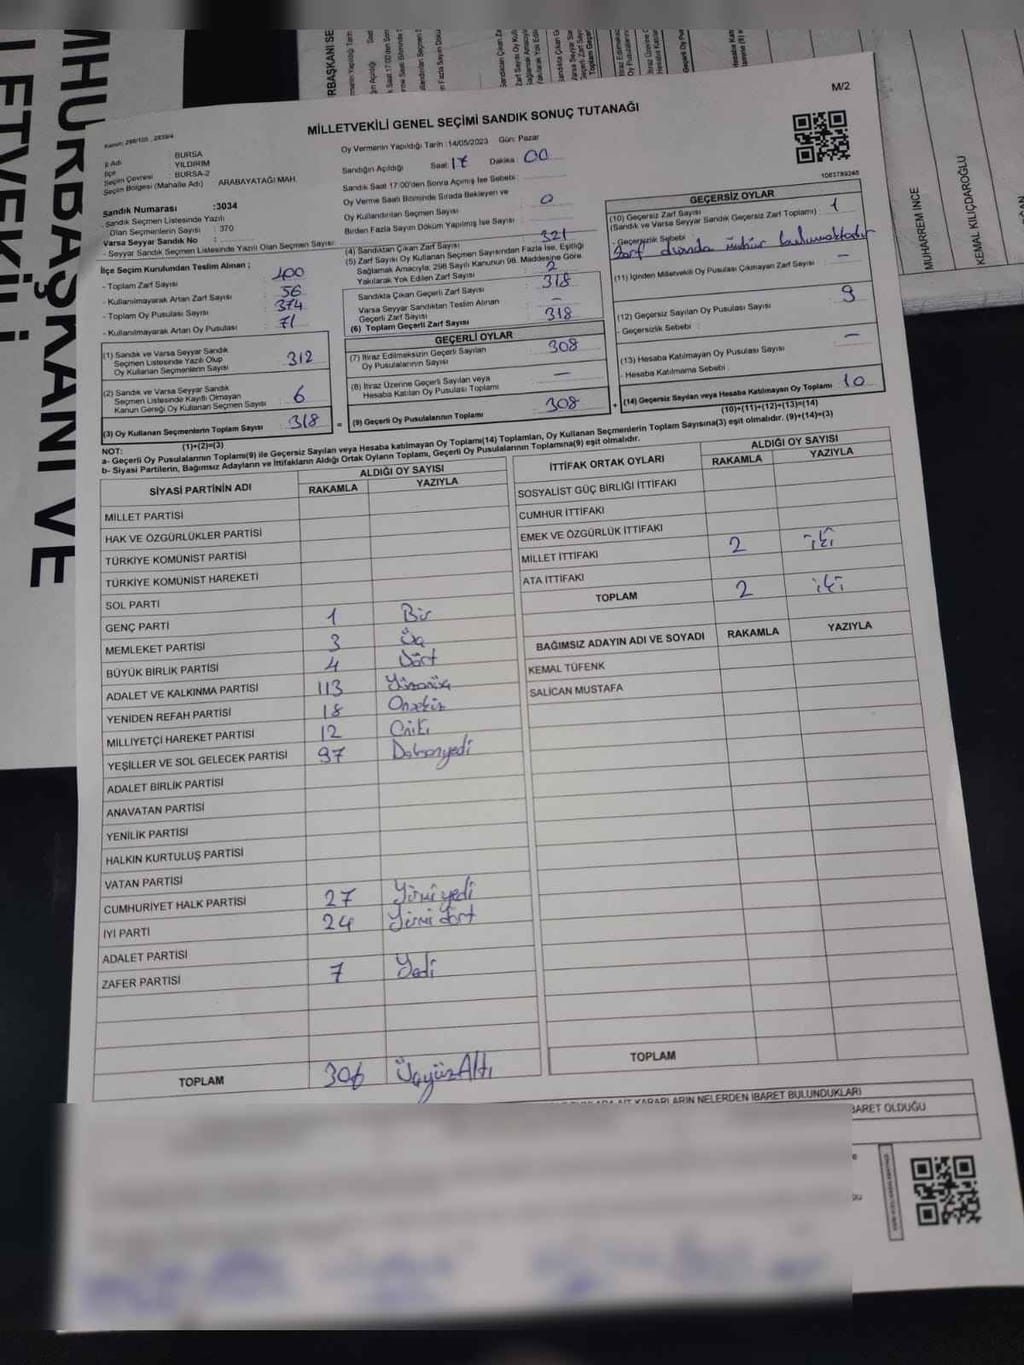 M/2
MİLLETVEKİLİ GENEL SEÇİMİ SANDIK SONUÇ TUTANAĞI
İl Adı : BURSA
İlçe : YILDIRIM
Seçim Çevresi : BURSA-2
Seçim Bölgesi (Mahalle Adı) ARABAYATAĞI MAH.
Oy Vermenin Yapıldığı Tarih : 14/05/2023 Gün: Pazar
Sandığın Açıldığı Saat: 17 Dakika : 00
Sandık Saat 17:00'den Sonra Açımış İse Sebebi :
Oy Verme Saati Bitiminde Sırada Bekleyen ve
Oy Kullandırılan Seçmen Sayısı : 0
Birden Fazla Sayım Döküm Yapılmış İse Sayısı :
1083789248
Sandık Numarası :3034
Sandık Seçmen Listesinde Yazılı
Olan Seçmenlerin Sayısı : 370
Varsa Seyyar Sandık No :
- Seyyar Sandık Seçmen Listesinde Yazılı Olan Seçmen Sayısı:
İlçe Seçim Kurulundan Teslim Alınan :
- Toplam Zarf Sayısı 400
- Kullanılmayarak Artan Zarf Sayısı 56
- Toplam Oy Pusulası Sayısı 374
- Kullanılmayarak Artan Oy Pusulası 71
(1) Sandık ve Varsa Seyyar Sandık
Seçmen Listesinde Yazılı Olup
Oy Kullanan Seçmenlerin Sayısı 312
(2) Sandık ve Varsa Seyyar Sandık
Seçmen Listesinde Kayıtlı Olmayan
Kanun Gereği Oy Kullanan Seçmen Sayısı 6
(3) Oy Kullanan Seçmenlerin Toplam Sayısı 318
(1)+(2)=(3)
(4) Sandıktan Çıkan Zarf Sayısı 321
(5) Zarf Sayısı Oy Kullanan Seçmen Sayısından Fazla İse, Eşitliği
Sağlamak Amacıyla, 298 Sayılı Kanunun 98. Maddesine Göre
Yakılarak Yok Edilen Zarf Sayısı 2
Sandıkta Çıkan Geçerli Zarf Sayısı 318
Varsa Seyyar Sandıktan Teslim Alınan
Geçerli Zarf Sayısı –
(6) Toplam Geçerli Zarf Sayısı 318
GEÇERLİ OYLAR
(7) İtiraz Edilmeksizin Geçerli Sayılan
Oy Pusulalarının Sayısı 308
(8) İtiraz Üzerine Geçerli Sayılan veya
Hesaba Katılan Oy Pusulası Toplamı –
(9) Geçerli Oy Pusulalarının Toplamı 308
GEÇERSİZ OYLAR
(10) Geçersiz Zarf Sayısı
(Sandık ve Varsa Seyyar Sandık Geçersiz Zarf Toplamı) : 1
- Geçersizlik Sebebi :
Zarf dışında mühür bulunmaktadır
(11) İçinden Milletvekili Oy Pusulası Çıkmayan Zarf Sayısı –
(12) Geçersiz Sayılan Oy Pusulası Sayısı 9
- Geçersizlik Sebebi :
(13) Hesaba Katılmayan Oy Pusulası Sayısı –
- Hesaba Katılmama Sebebi :
(14) Geçersiz Sayılan veya Hesaba Katılmayan Oy Toplamı 10
(10)+(11)+(12)+(13)=(14)
NOT:
a- Geçerli Oy Pusulalarının Toplamı(9) ile Geçersiz Sayılan veya Hesaba katılmayan Oy Toplamı(14) Toplamları, Oy Kullanan Seçmenlerin Toplam Sayısına(3) eşit olmalıdır. (9)+(14)=(3)
b- Siyasi Partilerin, Bağımsız Adayların ve İttifakların Aldığı Ortak Oyların Toplamı, Geçerli Oy Pusulalarının Toplamına(9) eşit olmalıdır.
SİYASİ PARTİNİN ADI ALDIĞI OY SAYISI
RAKAMLA YAZIYLA
MİLLET PARTİSİ
HAK VE ÖZGÜRLÜKLER PARTİSİ
TÜRKİYE KOMÜNİST PARTİSİ
TÜRKİYE KOMÜNİST HAREKETİ
SOL PARTİ
GENÇ PARTİ 1 Bir
MEMLEKET PARTİSİ 3 Üç
BÜYÜK BİRLİK PARTİSİ 4 Dört
ADALET VE KALKINMA PARTİSİ 113
YENİDEN REFAH PARTİSİ 18 Onsekiz
MİLLİYETÇİ HAREKET PARTİSİ 12 Oniki
YEŞİLLER VE SOL GELECEK PARTİSİ 97 Doksanyedi
ADALET BİRLİK PARTİSİ
ANAVATAN PARTİSİ
YENİLİK PARTİSİ
HALKIN KURTULUŞ PARTİSİ
VATAN PARTİSİ
CUMHURİYET HALK PARTİSİ 27 Yirmi yedi
İYİ PARTİ 24 Yirmi dört
ADALET PARTİSİ
ZAFER PARTİSİ 7 Yedi
TOPLAM 306 ÜçyüzAltı
İTTİFAK ORTAK OYLARI ALDIĞI OY SAYISI
RAKAMLA YAZIYLA
SOSYALİST GÜÇ BİRLİĞİ İTTİFAKI
CUMHUR İTTİFAKI
EMEK VE ÖZGÜRLÜK İTTİFAKI
MİLLET İTTİFAKI 2 iki
ATA İTTİFAKI
TOPLAM 2 iki
BAĞIMSIZ ADAYIN ADI VE SOYADI RAKAMLA YAZIYLA
KEMAL TÜFENK
SALİCAN MUSTAFA
TOPLAM
KARARLARIN NELERDEN İBARET BULUNDUKLARI
İBARET OLDUĞU
MUHARREM İNCE
KEMAL KILIÇDAROĞLU